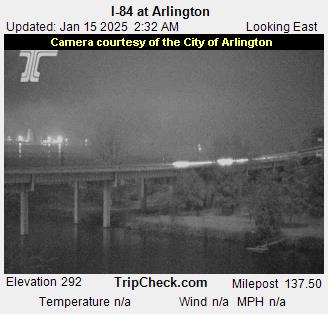 I-84 at Arlington
Updated: Jan 15 2025 2:32 AM Looking East
Camera courtesy of the City of Arlington
Elevation 292 TripCheck.com Milepost 137.50
Temperature n/a Wind n/a MPH n/a